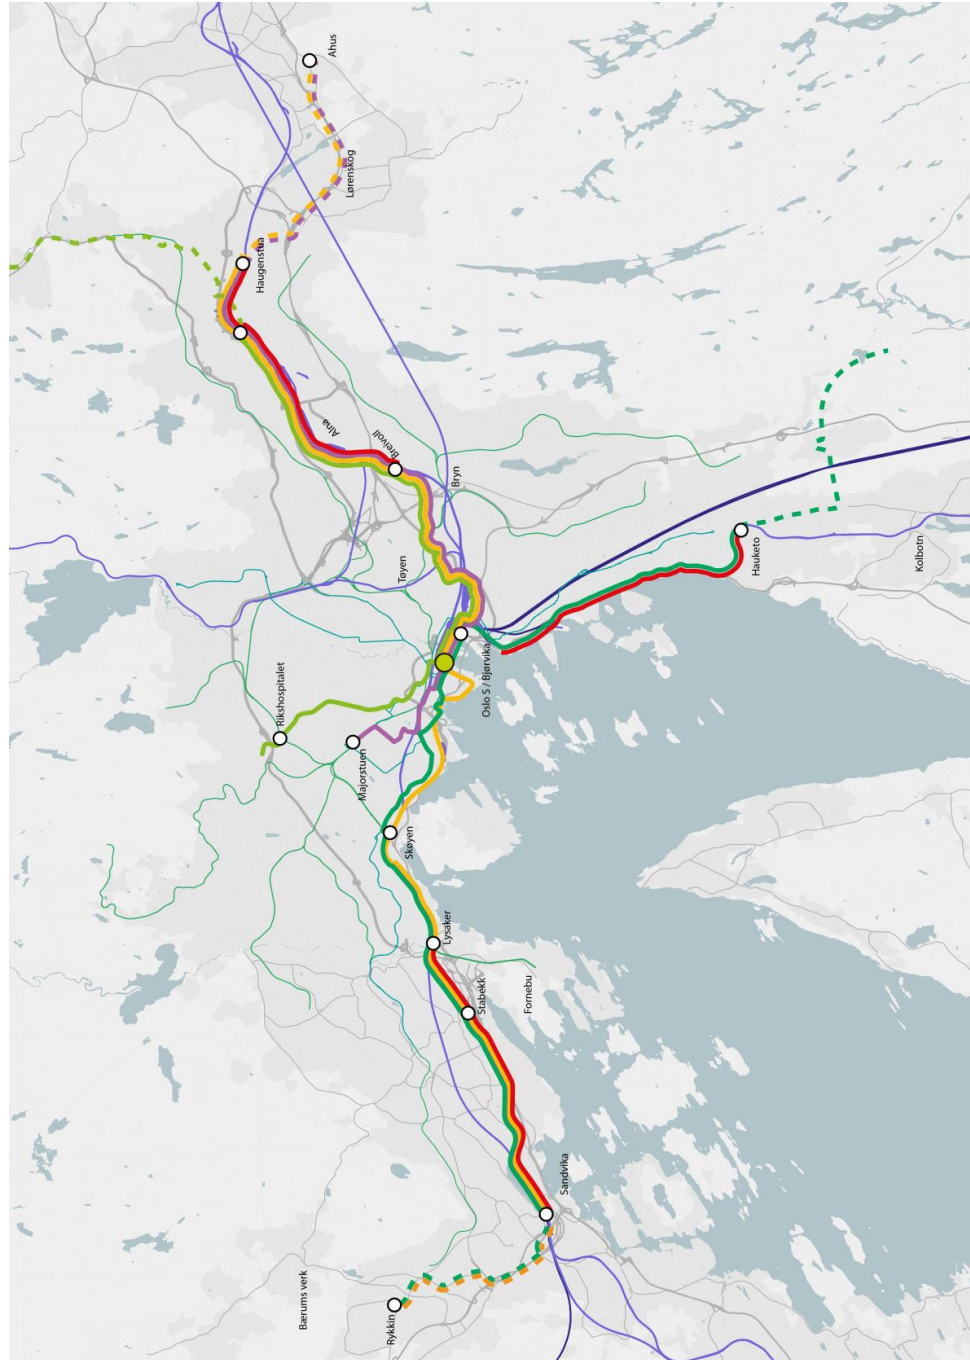 Ahus
Lørenskog
Haugenstua
Alna
Breivoll
Bryn
Tøyen
Hauketo
Kolbotn
Oslo S / Bjørvika
Rikshospitalet
Majorstuen
Skøyen
Lysaker
Stabekk
Fornebu
Sandvika
Bærums verk
Rykkin